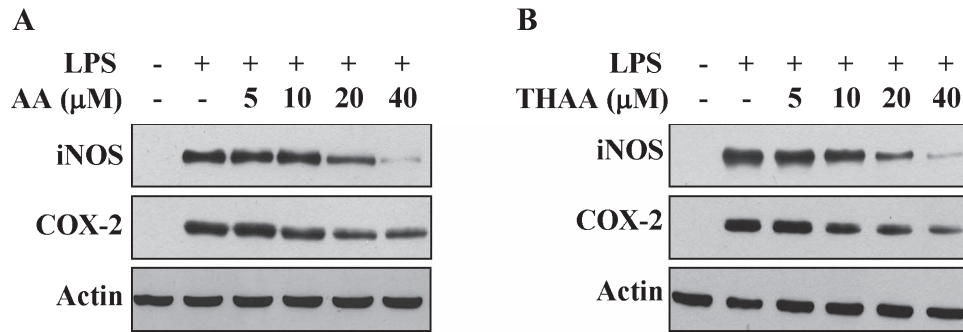 A
LPS - + + + + +
AA (μM) - - 5 10 20 40
iNOS
COX-2
Actin
B
LPS - + + + + +
THAA (μM) - - 5 10 20 40
iNOS
COX-2
Actin